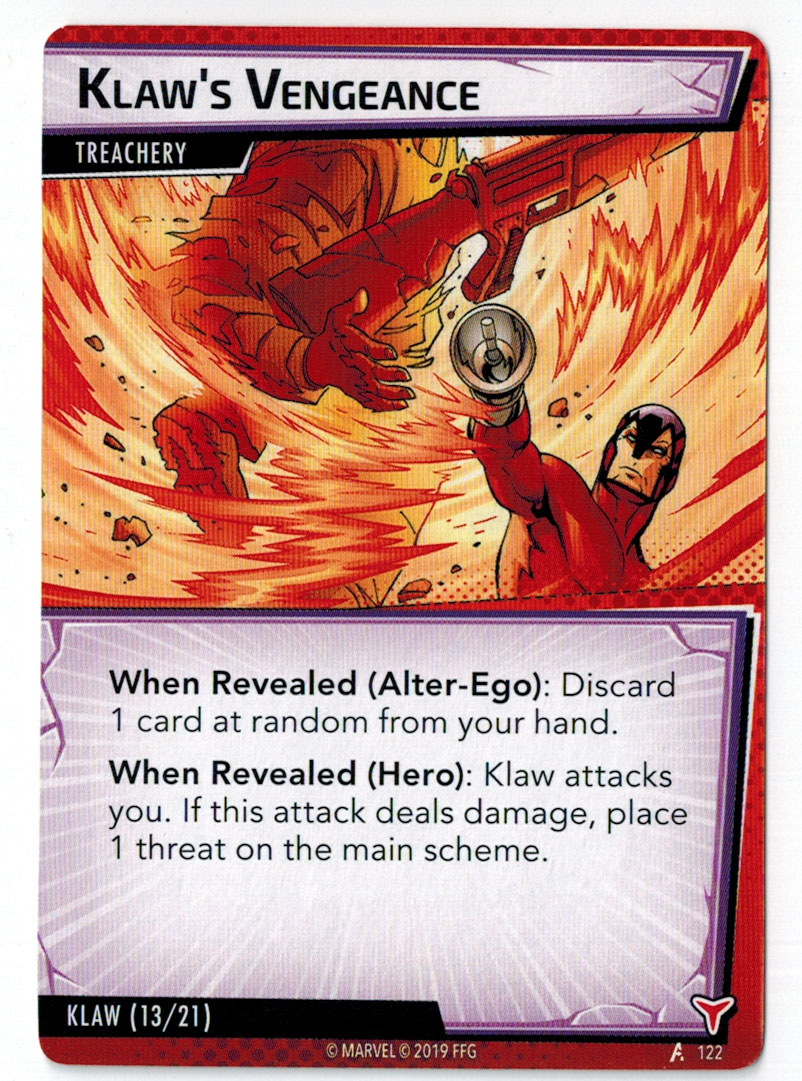 KLAW'S VENGEANCE
TREACHERY
When Revealed (Alter-Ego): Discard
1 card at random from your hand.
When Revealed (Hero): Klaw attacks
you. If this attack deals damage, place
1 threat on the main scheme.
KLAW (13/21)
© MARVEL © 2019 FFG
122